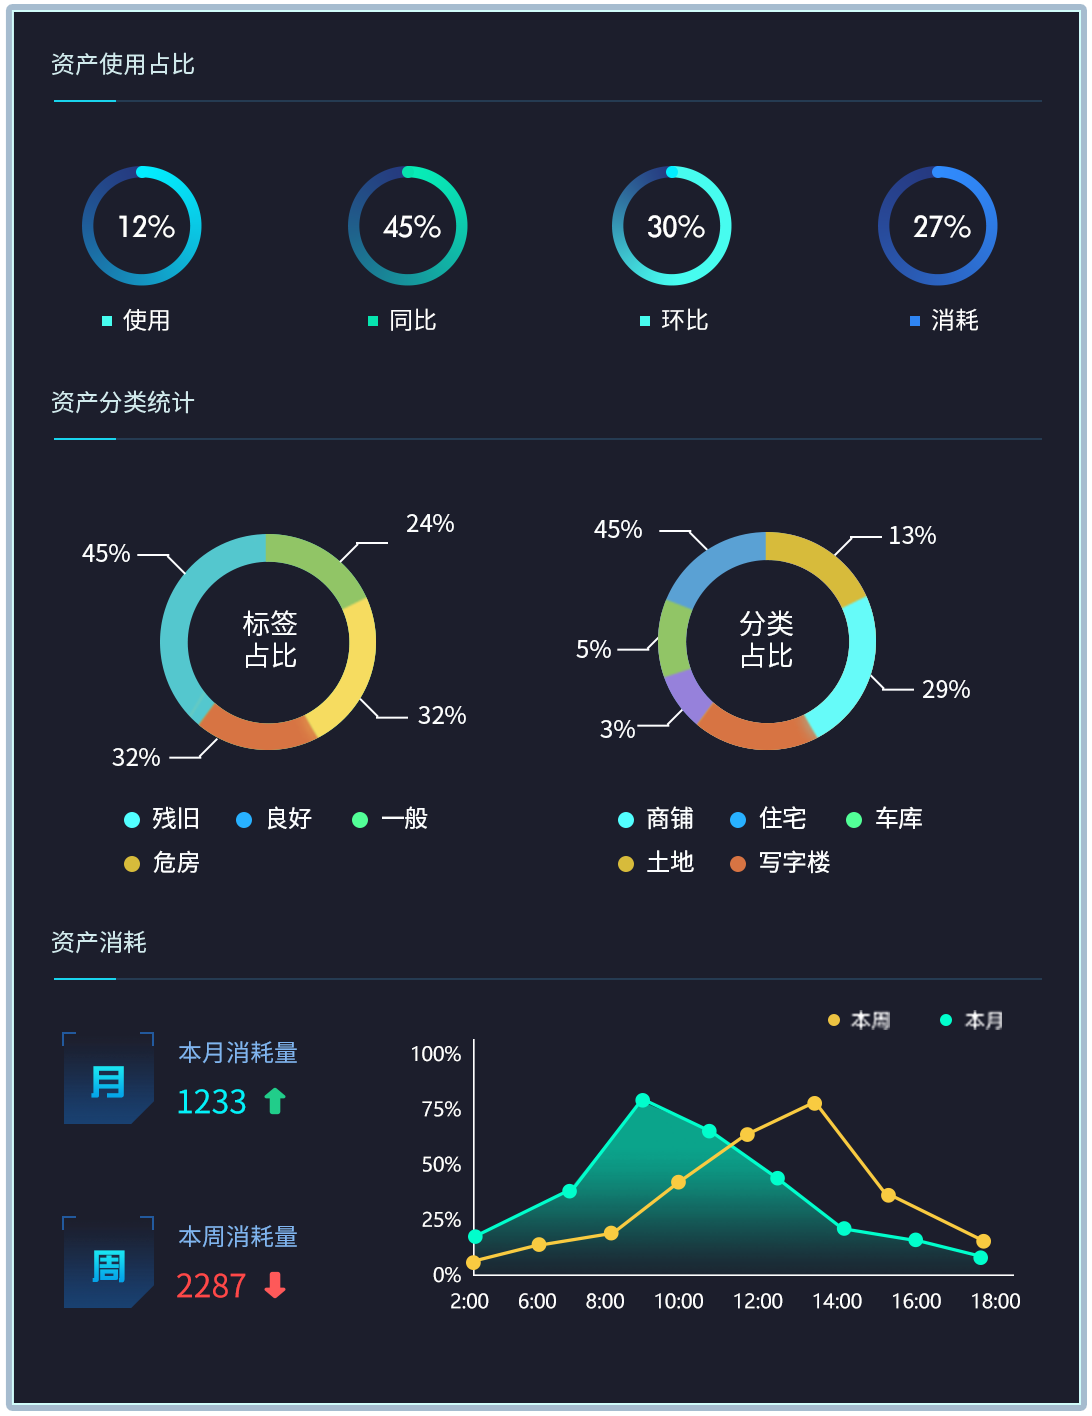 资产使用占比
12%
45%
30%
27%
使用
同比
环比
消耗
资产分类统计
45%
24%
32%
32%
标签
占比
45%
13%
5%
29%
3%
分类
占比
残旧
良好
一般
危房
商铺
住宅
车库
土地
写字楼
资产消耗
月
本月消耗量
1233
周
本周消耗量
2287
本周
本月
100%
75%
50%
25%
0%
2:00 6:00 8:00 10:00 12:00 14:00 16:00 18:00